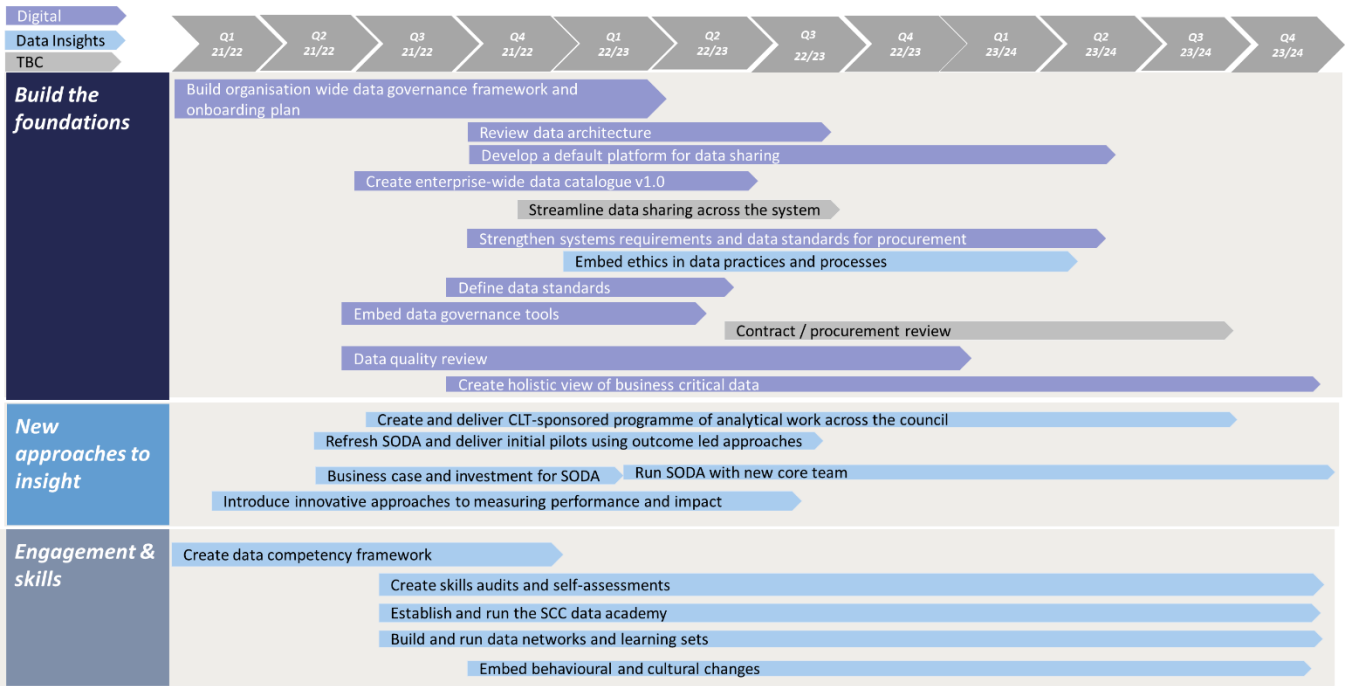 Digital
Data Insights
TBC
Q1
21/22
Q2
21/22
Q3
21/22
Q4
21/22
Q1
22/23
Q2
22/23
Q3
22/23
Q4
22/23
Q1
23/24
Q2
23/24
Q3
23/24
Q4
23/24
Build the
foundations
Build organisation wide data governance framework and
onboarding plan
Review data architecture
Develop a default platform for data sharing
Create enterprise-wide data catalogue v1.0
Streamline data sharing across the system
Strengthen systems requirements and data standards for procurement
Embed ethics in data practices and processes
Define data standards
Embed data governance tools
Contract / procurement review
Data quality review
Create holistic view of business critical data
New
approaches to
insight
Create and deliver CLT-sponsored programme of analytical work across the council
Refresh SODA and deliver initial pilots using outcome led approaches
Business case and investment for SODA
Run SODA with new core team
Introduce innovative approaches to measuring performance and impact
Engagement &
skills
Create data competency framework
Create skills audits and self-assessments
Establish and run the SCC data academy
Build and run data networks and learning sets
Embed behavioural and cultural changes